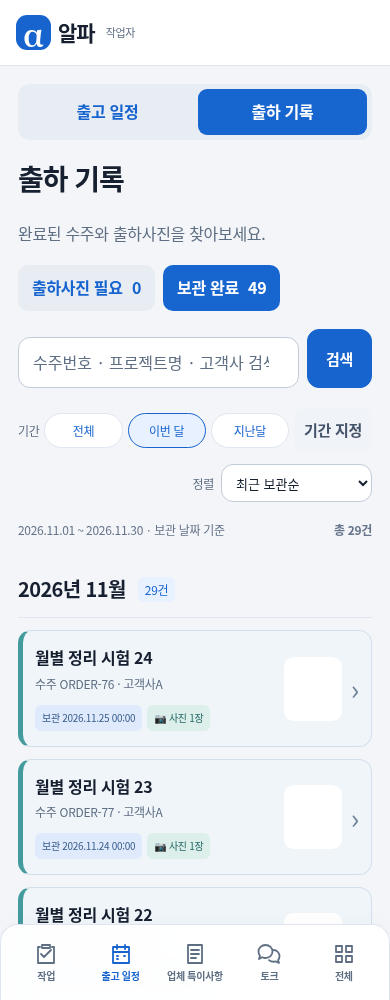 α 알파 작업자
출고 일정 출하 기록
출하 기록
완료된 수주와 출하사진을 찾아보세요.
출하사진 필요 0 보관 완료 49
수주번호 · 프로젝트명 · 고객사 검색 검색
기간 전체 이번 달 지난달 기간 지정
정렬 최근 보관순
2026.11.01 ~ 2026.11.30 · 보관 날짜 기준 총 29건
2026년 11월 29건
월별 정리 시험 24
수주 ORDER-76 · 고객사A
보관 2026.11.25 00:00 📷 사진 1장
월별 정리 시험 23
수주 ORDER-77 · 고객사A
보관 2026.11.24 00:00 📷 사진 1장
월별 정리 시험 22
작업 출고 일정 업체 특이사항 토크 전체